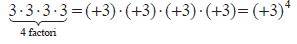 3 · 3 · 3 · 3 = (+3) · (+3) · (+3) · (+3) = (+3)⁴
4 factori